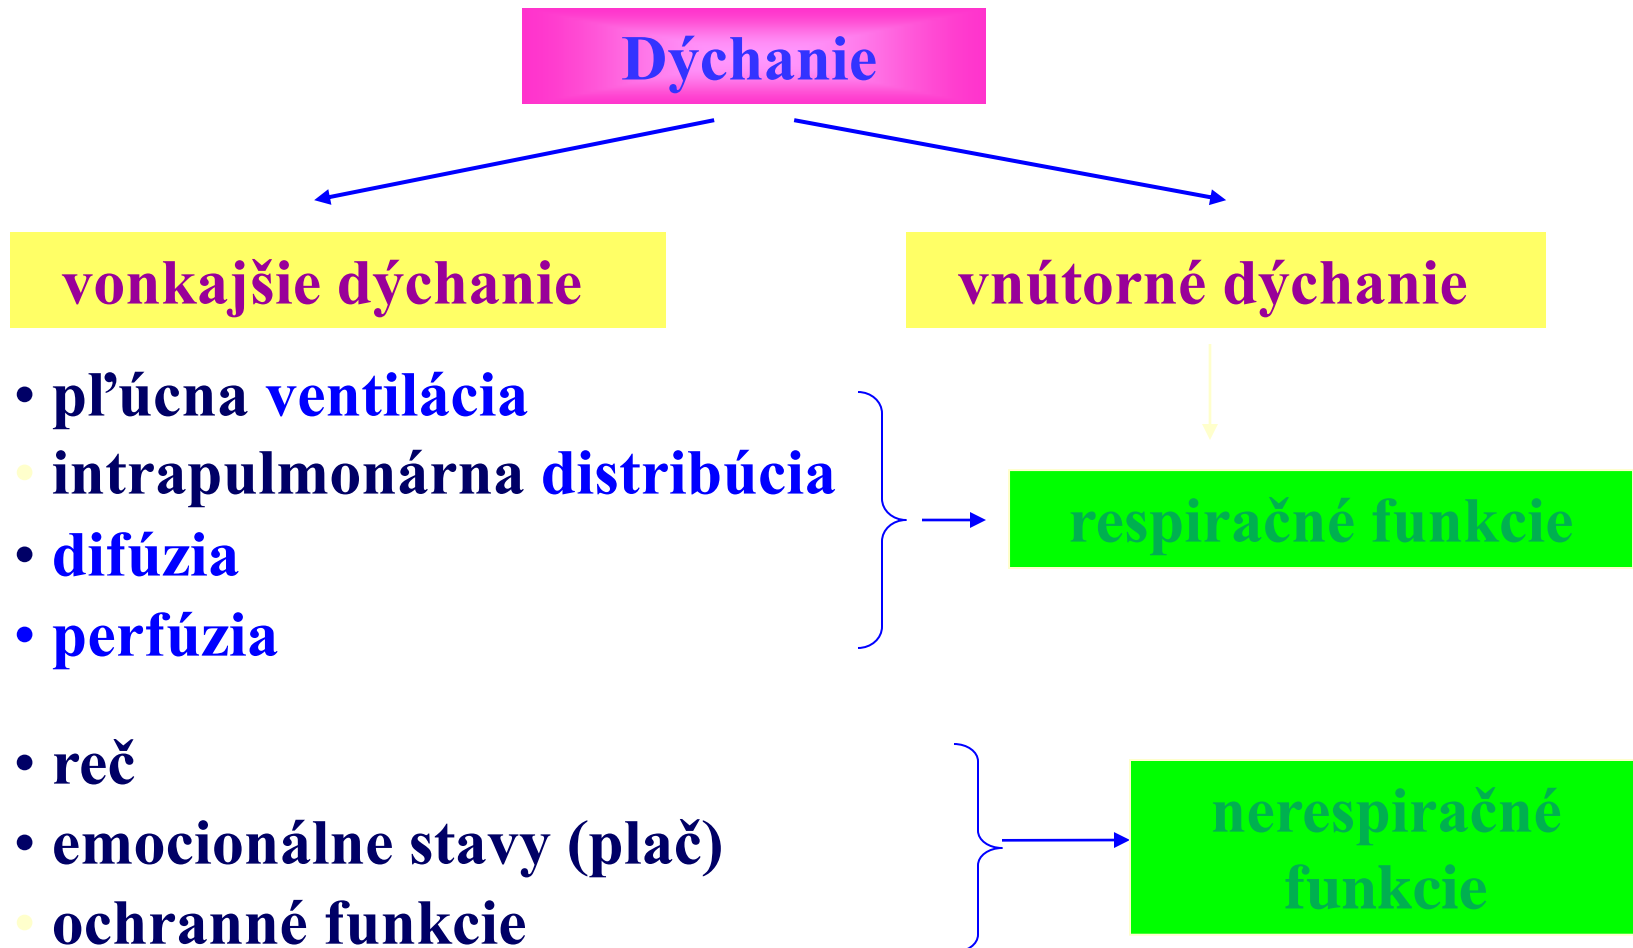 Dýchanie
vonkajšie dýchanie
vnútorné dýchanie
• pľúcna ventilácia
• intrapulmonárna distribúcia
• difúzia
• perfúzia
respiračné funkcie
• reč
• emocionálne stavy (plač)
• ochranné funkcie
nerespiračné
funkcie